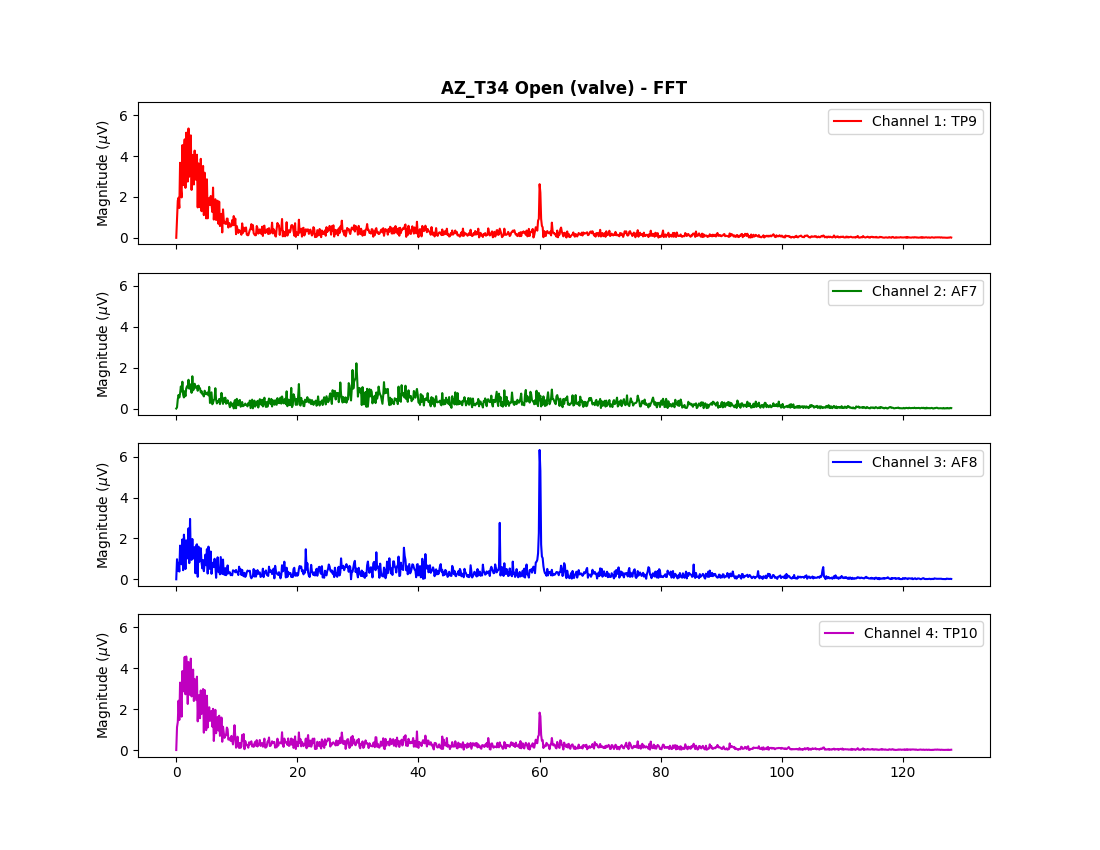 AZ_T34 Open (valve) - FFT
Magnitude (μV)
6
4
2
0
Channel 1: TP9
Magnitude (μV)
6
4
2
0
Channel 2: AF7
Magnitude (μV)
6
4
2
0
Channel 3: AF8
Magnitude (μV)
6
4
2
0
Channel 4: TP10
0 20 40 60 80 100 120